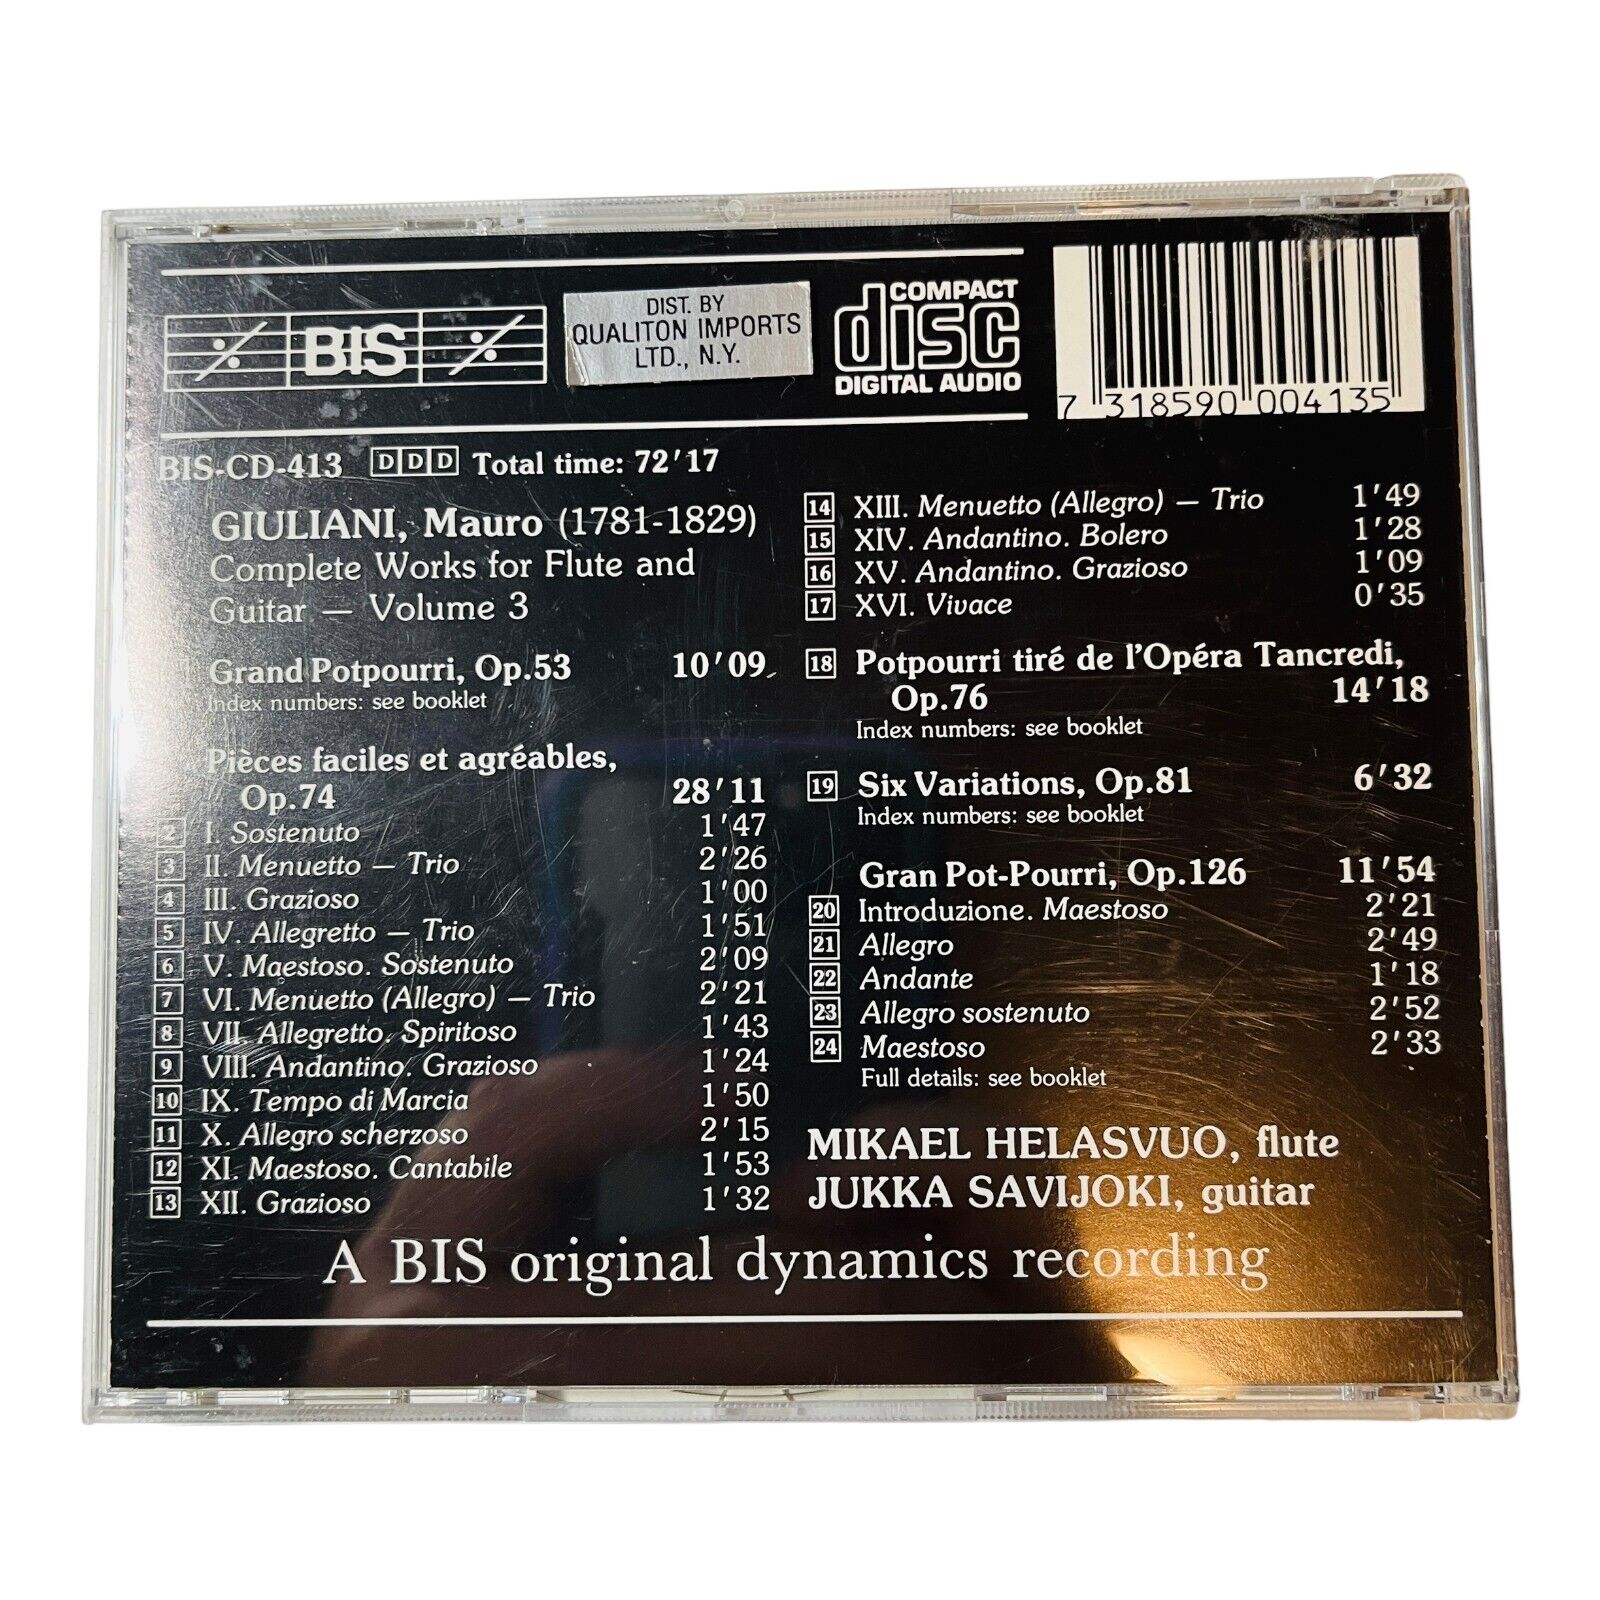 BIS
DIST. BY
QUALITON IMPORTS
LTD., N.Y.
COMPACT
disc
DIGITAL AUDIO
7 318590 004135
BIS-CD-413 DDD Total time: 72'17
GIULIANI, Mauro (1781-1829)
Complete Works for Flute and
Guitar — Volume 3
Grand Potpourri, Op.53 10'09
Index numbers: see booklet
Pièces faciles et agréables,
Op.74 28'11
2 I. Sostenuto 1'47
3 II. Menuetto — Trio 2'26
4 III. Grazioso 1'00
5 IV. Allegretto — Trio 1'51
6 V. Maestoso. Sostenuto 2'09
7 VI. Menuetto (Allegro) — Trio 2'21
8 VII. Allegretto. Spiritoso 1'43
9 VIII. Andantino. Grazioso 1'24
10 IX. Tempo di Marcia 1'50
11 X. Allegro scherzoso 2'15
12 XI. Maestoso. Cantabile 1'53
13 XII. Grazioso 1'32
14 XIII. Menuetto (Allegro) — Trio 1'49
15 XIV. Andantino. Bolero 1'28
16 XV. Andantino. Grazioso 1'09
17 XVI. Vivace 0'35
18 Potpourri tiré de l'Opéra Tancredi,
Op.76 14'18
Index numbers: see booklet
19 Six Variations, Op.81 6'32
Index numbers: see booklet
Gran Pot-Pourri, Op.126 11'54
20 Introduzione. Maestoso 2'21
21 Allegro 2'49
22 Andante 1'18
23 Allegro sostenuto 2'52
24 Maestoso 2'33
Full details: see booklet
MIKAEL HELASVUO, flute
JUKKA SAVIJOKI, guitar
A BIS original dynamics recording